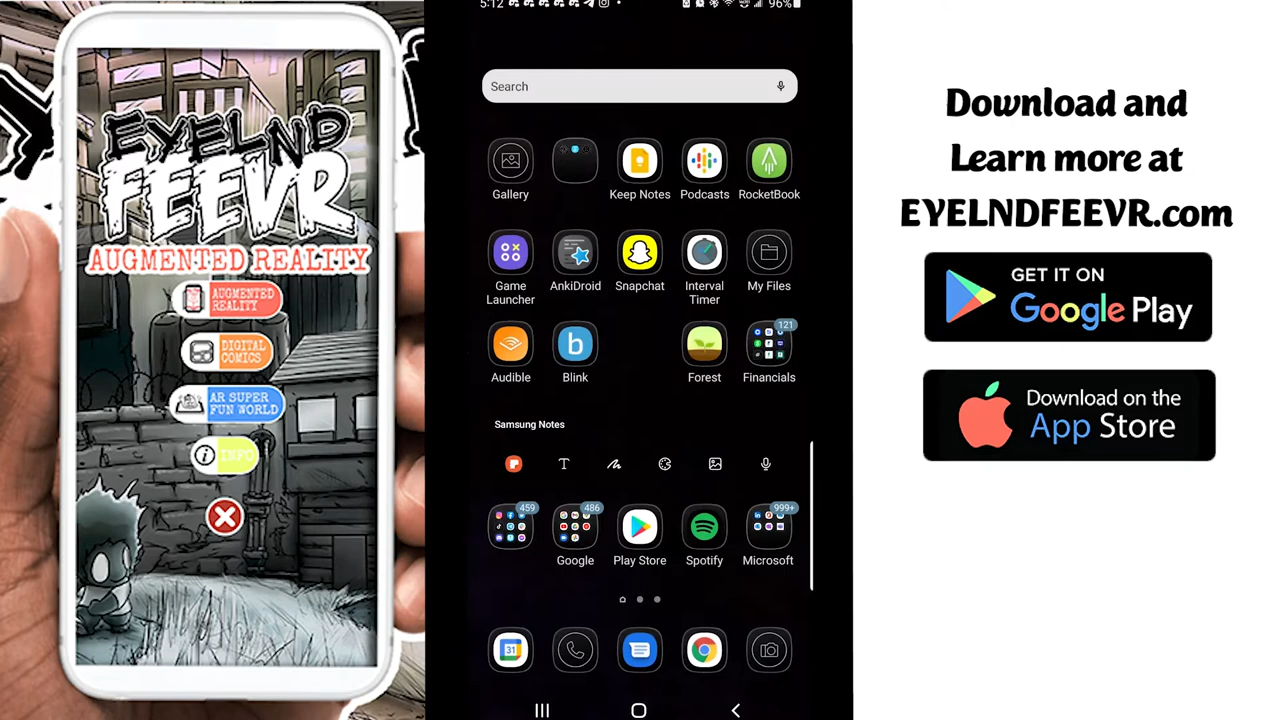 EYELND
FEEVR
AUGMENTED REALITY
AUGMENTED
REALITY
DIGITAL
COMICS
AR SUPER
FUN WORLD
INFO
5:12
96%
Search
Gallery
Keep Notes
Podcasts
RocketBook
Game
Launcher
AnkiDroid
Snapchat
Interval
Timer
My Files
121
Audible
Blink
Forest
Financials
Samsung Notes
459
486
999+
Google
Play Store
Spotify
Microsoft
31
Download and
Learn more at
EYELNDFEEVR.com
GET IT ON
Google Play
Download on the
App Store